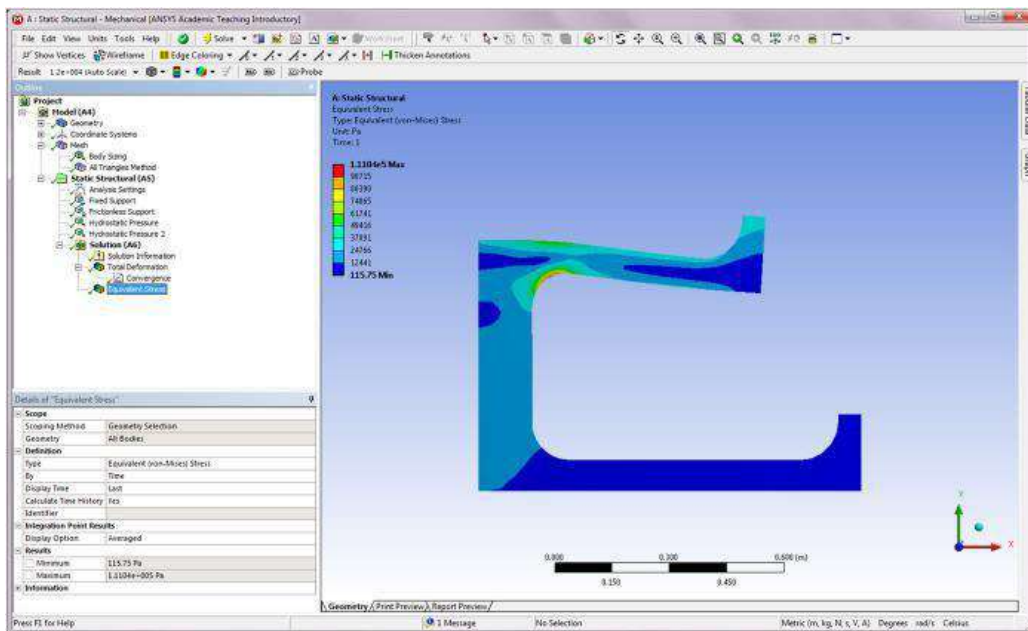 A : Static Structural - Mechanical [ANSYS Academic Teaching Introductory]
File Edit View Units Tools Help Solve
Show Vertices Wireframe Edge Coloring Thicken Annotations
Result 1.2e+004 (Auto Scale) Probe
Outline
Project
Model (A4)
Geometry
Coordinate Systems
Mesh
Body Sizing
All Triangles Method
Static Structural (A5)
Analysis Settings
Fixed Support
Frictionless Support
Hydrostatic Pressure
Hydrostatic Pressure 2
Solution (A6)
Solution Information
Total Deformation
Convergence
Equivalent Stress
Details of "Equivalent Stress"
Scope
Scoping Method Geometry Selection
Geometry All Bodies
Definition
Type Equivalent (von-Mises) Stress
By Time
Display Time Last
Calculate Time History Yes
Identifier
Integration Point Results
Display Option Averaged
Results
Minimum 115.75 Pa
Maximum 1.1104e+005 Pa
Information
A: Static Structural
Equivalent Stress
Type: Equivalent (von-Mises) Stress
Unit: Pa
Time: 1
1.1104e5 Max
98715
86390
74065
61741
49416
37091
24766
12441
115.75 Min
Y
X
0.000 0.300 0.600 (m)
0.150 0.450
Geometry Print Preview Report Preview
Press F1 for Help 1 Message No Selection Metric (m, kg, N, s, V, A) Degrees rad/s Celsius